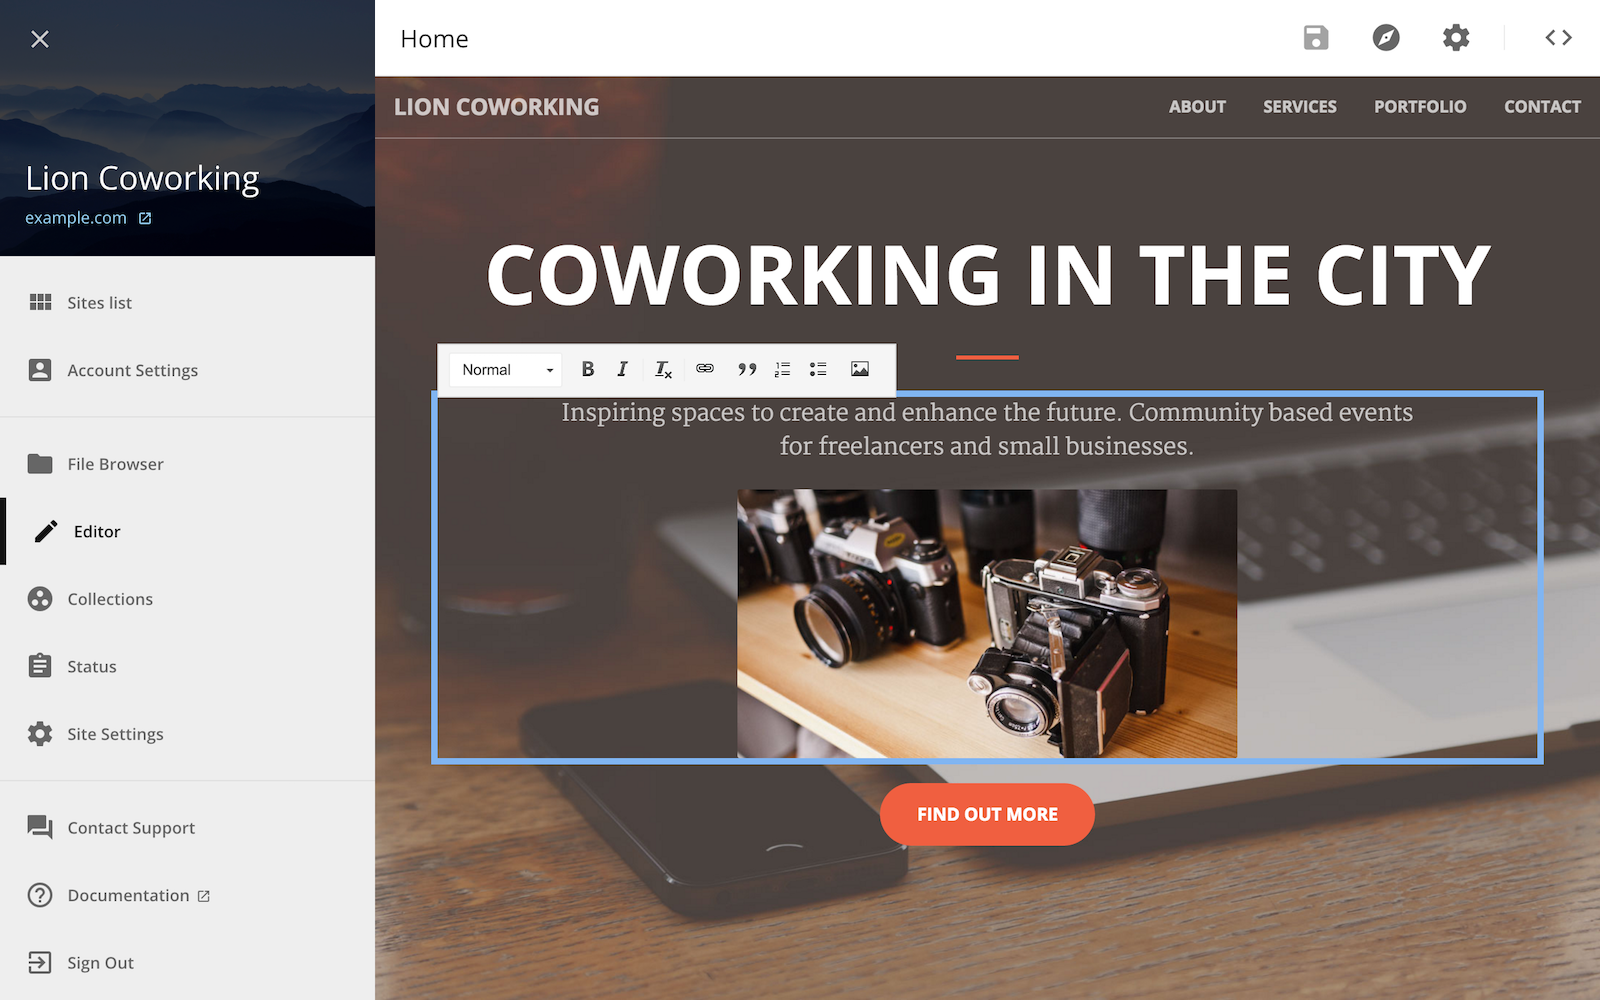 Lion Coworking
example.com
Sites list
Account Settings
File Browser
Editor
Collections
Status
Site Settings
Contact Support
Documentation
Sign Out
Home
LION COWORKING
ABOUT SERVICES PORTFOLIO CONTACT
COWORKING IN THE CITY
Normal
Inspiring spaces to create and enhance the future. Community based events
for freelancers and small businesses.
FIND OUT MORE